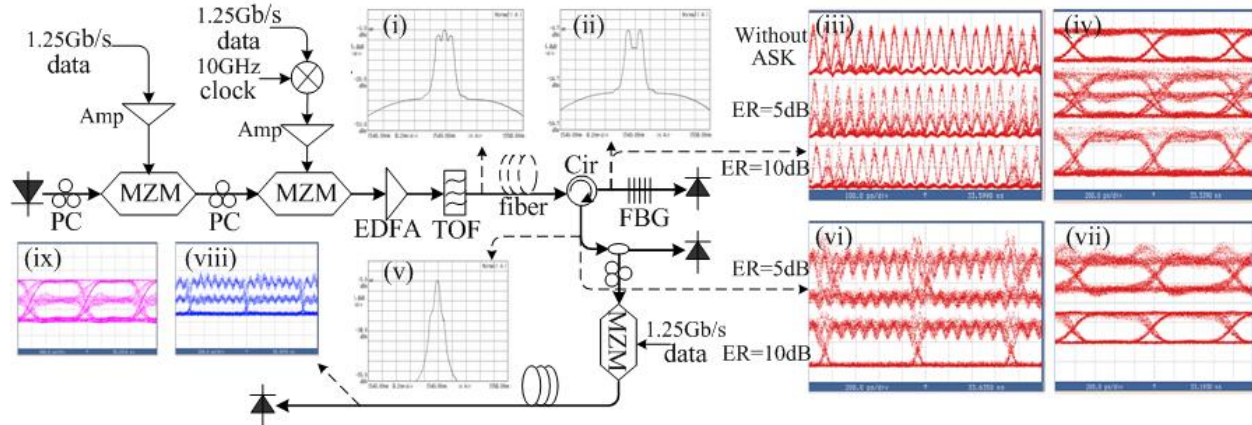 1.25Gb/s
data
1.25Gb/s
data
10GHz
clock
Amp
Amp
MZM
MZM
PC
PC
EDFA
TOF
fiber
Cir
FBG
MZM
1.25Gb/s
data
(i)
(ii)
Without
ASK
ER=5dB
ER=10dB
(iii)
(iv)
(v)
ER=5dB
ER=10dB
(vi)
(vii)
(viii)
(ix)